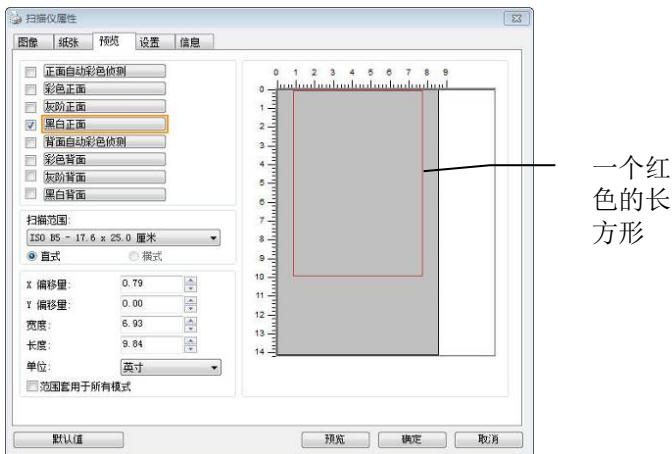 扫描仪属性
图像 纸张 预览 设置 信息
正面自动彩色侦测
彩色正面
灰阶正面
黑白正面
背面自动彩色侦测
彩色背面
灰阶背面
黑白背面
扫描范围:
ISO B5 - 17.6 x 25.0 厘米
直式 横式
X 偏移量: 0.79
Y 偏移量: 0.00
宽度: 6.93
长度: 9.84
单位: 英寸
范围套用于所有模式
0 1 2 3 4 5 6 7 8 9
0
1
2
3
4
5
6
7
8
9
10
11
12
13
14
一个红
色的长
方形
默认值 预览 确定 取消